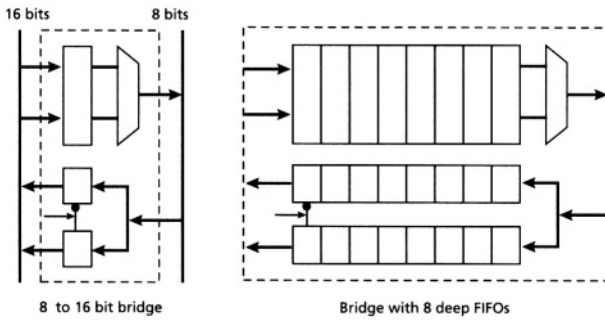 16 bits
8 bits
8 to 16 bit bridge
Bridge with 8 deep FIFOs